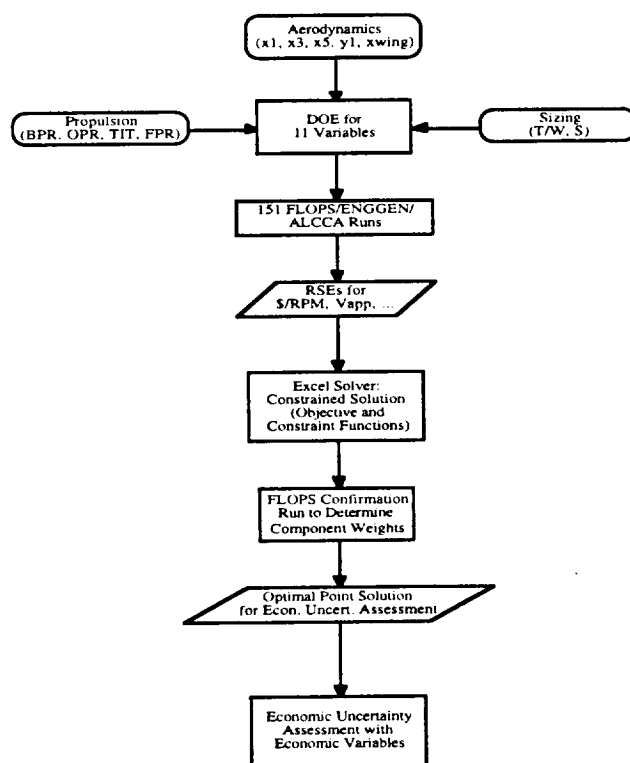 Aerodynamics
(x1, x3, x5, y1, xwing)
Propulsion
(BPR, OPR, TIT, FPR)
DOE for
11 Variables
Sizing
(T/W, S)
151 FLOPS/ENGGEN/
ALCCA Runs
RSEs for
$/RPM, Vapp, ...
Excel Solver:
Constrained Solution
(Objective and
Constraint Functions)
FLOPS Confirmation
Run to Determine
Component Weights
Optimal Point Solution
for Econ. Uncert. Assessment
Economic Uncertainty
Assessment with
Economic Variables